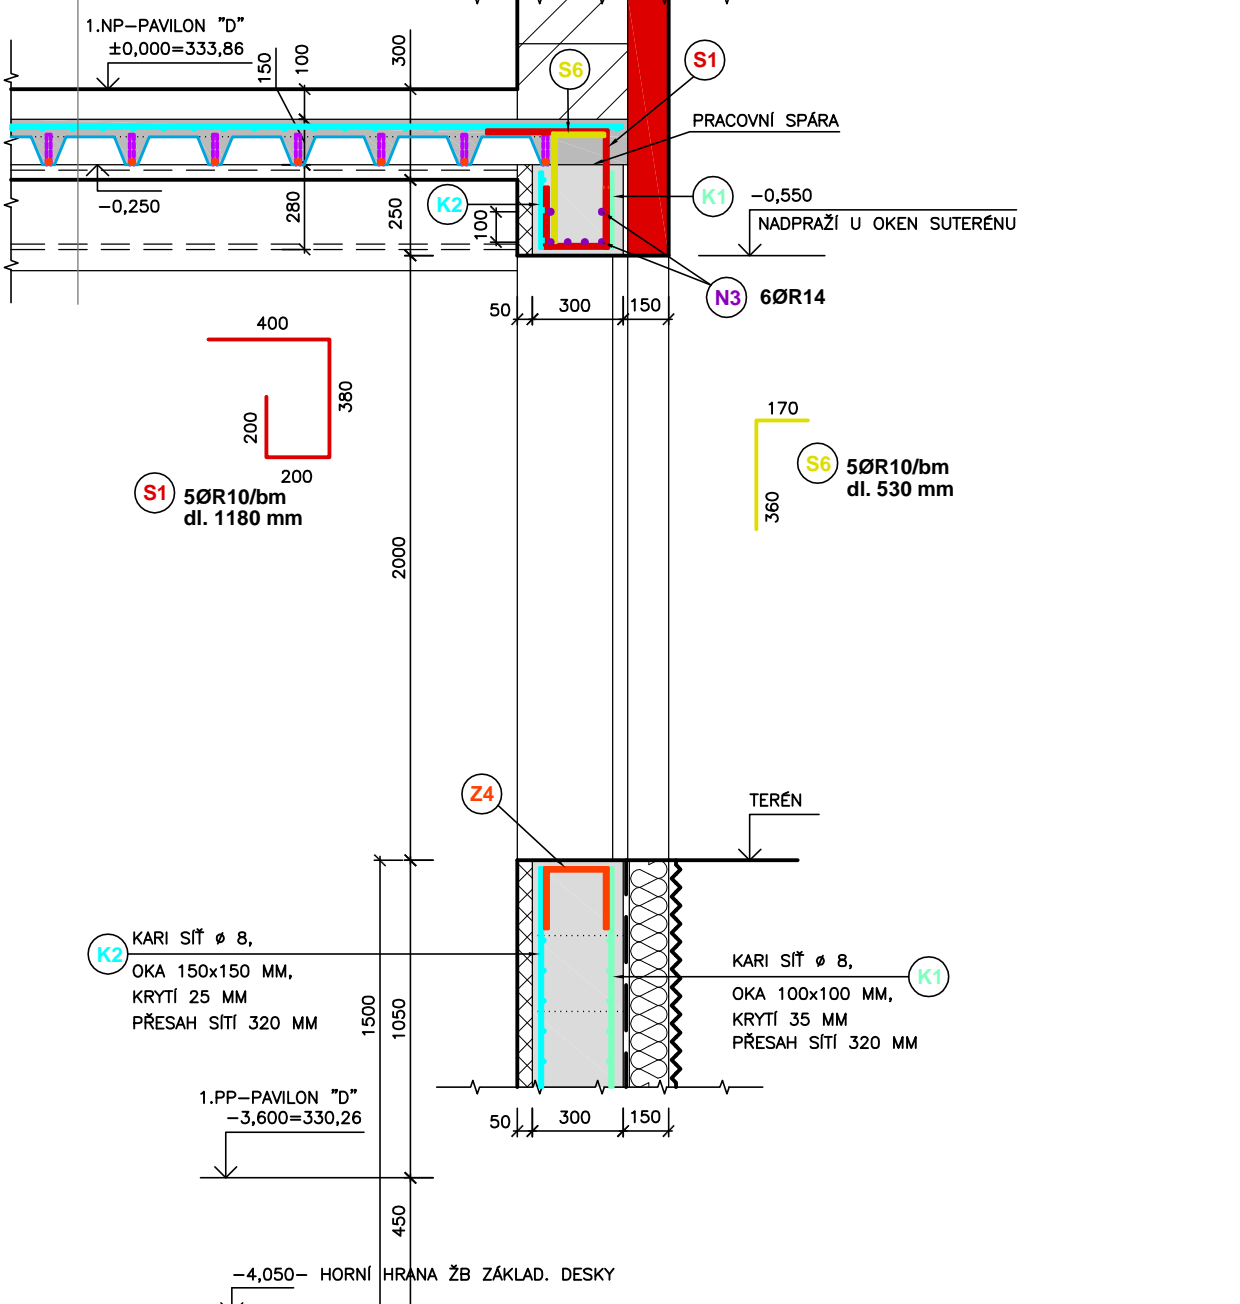 1.NP-PAVILON "D"
±0,000=333,86
150
100
300
S6
S1
PRACOVNÍ SPÁRA
-0,250
280
250
K2
100
K1
-0,550
NADPRAŽÍ U OKEN SUTERÉNU
N3 6ØR14
50 300 150
400
380
200
200
S1 5ØR10/bm
dl. 1180 mm
170
360
S6 5ØR10/bm
dl. 530 mm
2000
Z4
TERÉN
K2 KARI SÍŤ ø 8,
OKA 150x150 MM,
KRYTÍ 25 MM
PŘESAH SÍTÍ 320 MM
1500
1050
KARI SÍŤ ø 8, K1
OKA 100x100 MM,
KRYTÍ 35 MM
PŘESAH SÍTÍ 320 MM
1.PP-PAVILON "D"
-3,600=330,26
50 300 150
450
-4,050- HORNÍ HRANA ŽB ZÁKLAD. DESKY